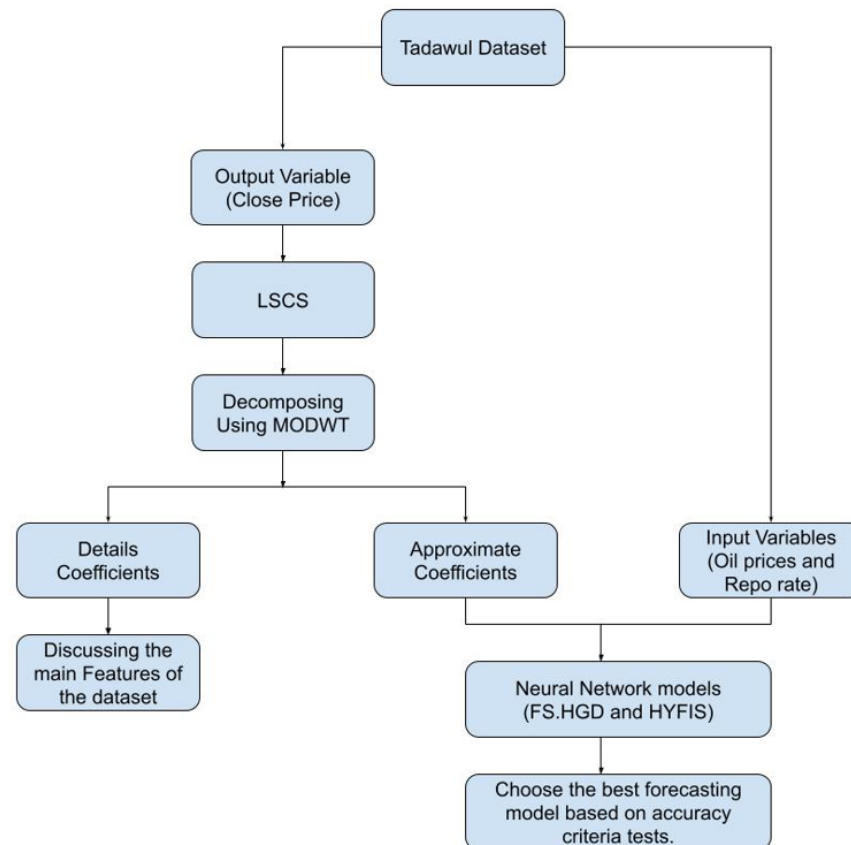 Tadawul Dataset
Output Variable
(Close Price)
LSCS
Decomposing
Using MODWT
Details
Coefficients
Approximate
Coefficients
Input Variables
(Oil prices and
Repo rate)
Discussing the
main Features of
the dataset
Neural Network models
(FS.HGD and HYFIS)
Choose the best forecasting
model based on accuracy
criteria tests.